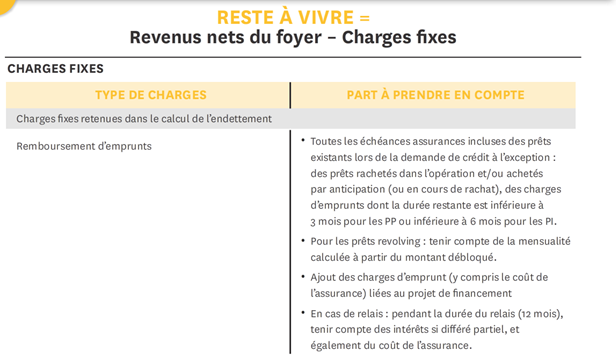 RESTE À VIVRE =
Revenus nets du foyer – Charges fixes
CHARGES FIXES
TYPE DE CHARGES
PART À PRENDRE EN COMPTE
Charges fixes retenues dans le calcul de l'endettement
Remboursement d'emprunts
• Toutes les échéances assurances incluses des prêts
existants lors de la demande de crédit à l'exception :
des prêts rachetés dans l'opération et/ou achetés
par anticipation (ou en cours de rachat), des charges
d'emprunts dont la durée restante est inférieure à
3 mois pour les PP ou inférieure à 6 mois pour les PI.
• Pour les prêts revolving : tenir compte de la mensualité
calculée à partir du montant débloqué.
• Ajout des charges d'emprunt (y compris le coût de
l'assurance) liées au projet de financement
• En cas de relais : pendant la durée du relais (12 mois),
tenir compte des intérêts si différé partiel, et
également du coût de l'assurance.